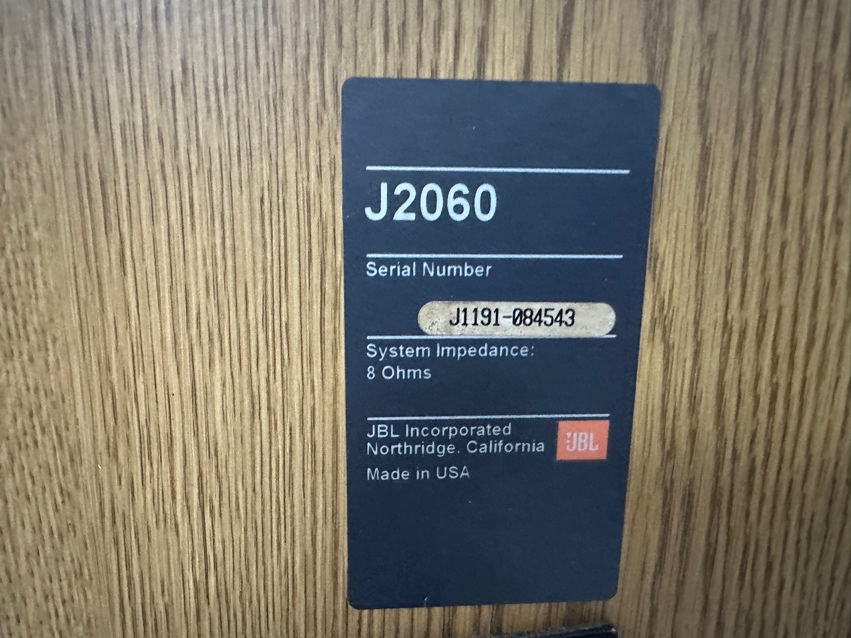 J2060
Serial Number
J1191-084543
System Impedance:
8 Ohms
JBL Incorporated
Northridge, California
JBL
Made in USA